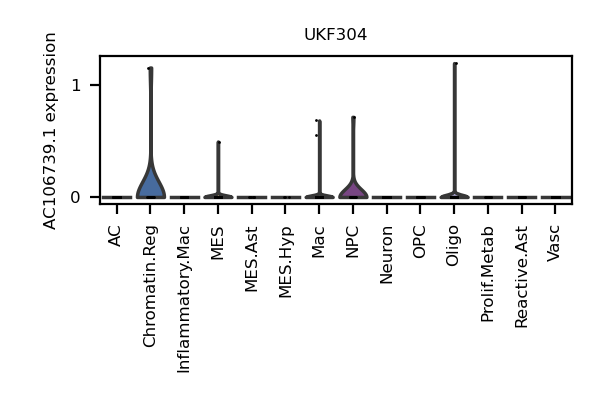 UKF304
AC106739.1 expression
1
0
AC
Chromatin.Reg
Inflammatory.Mac
MES
MES.Ast
MES.Hyp
Mac
NPC
Neuron
OPC
Oligo
Prolif.Metab
Reactive.Ast
Vasc